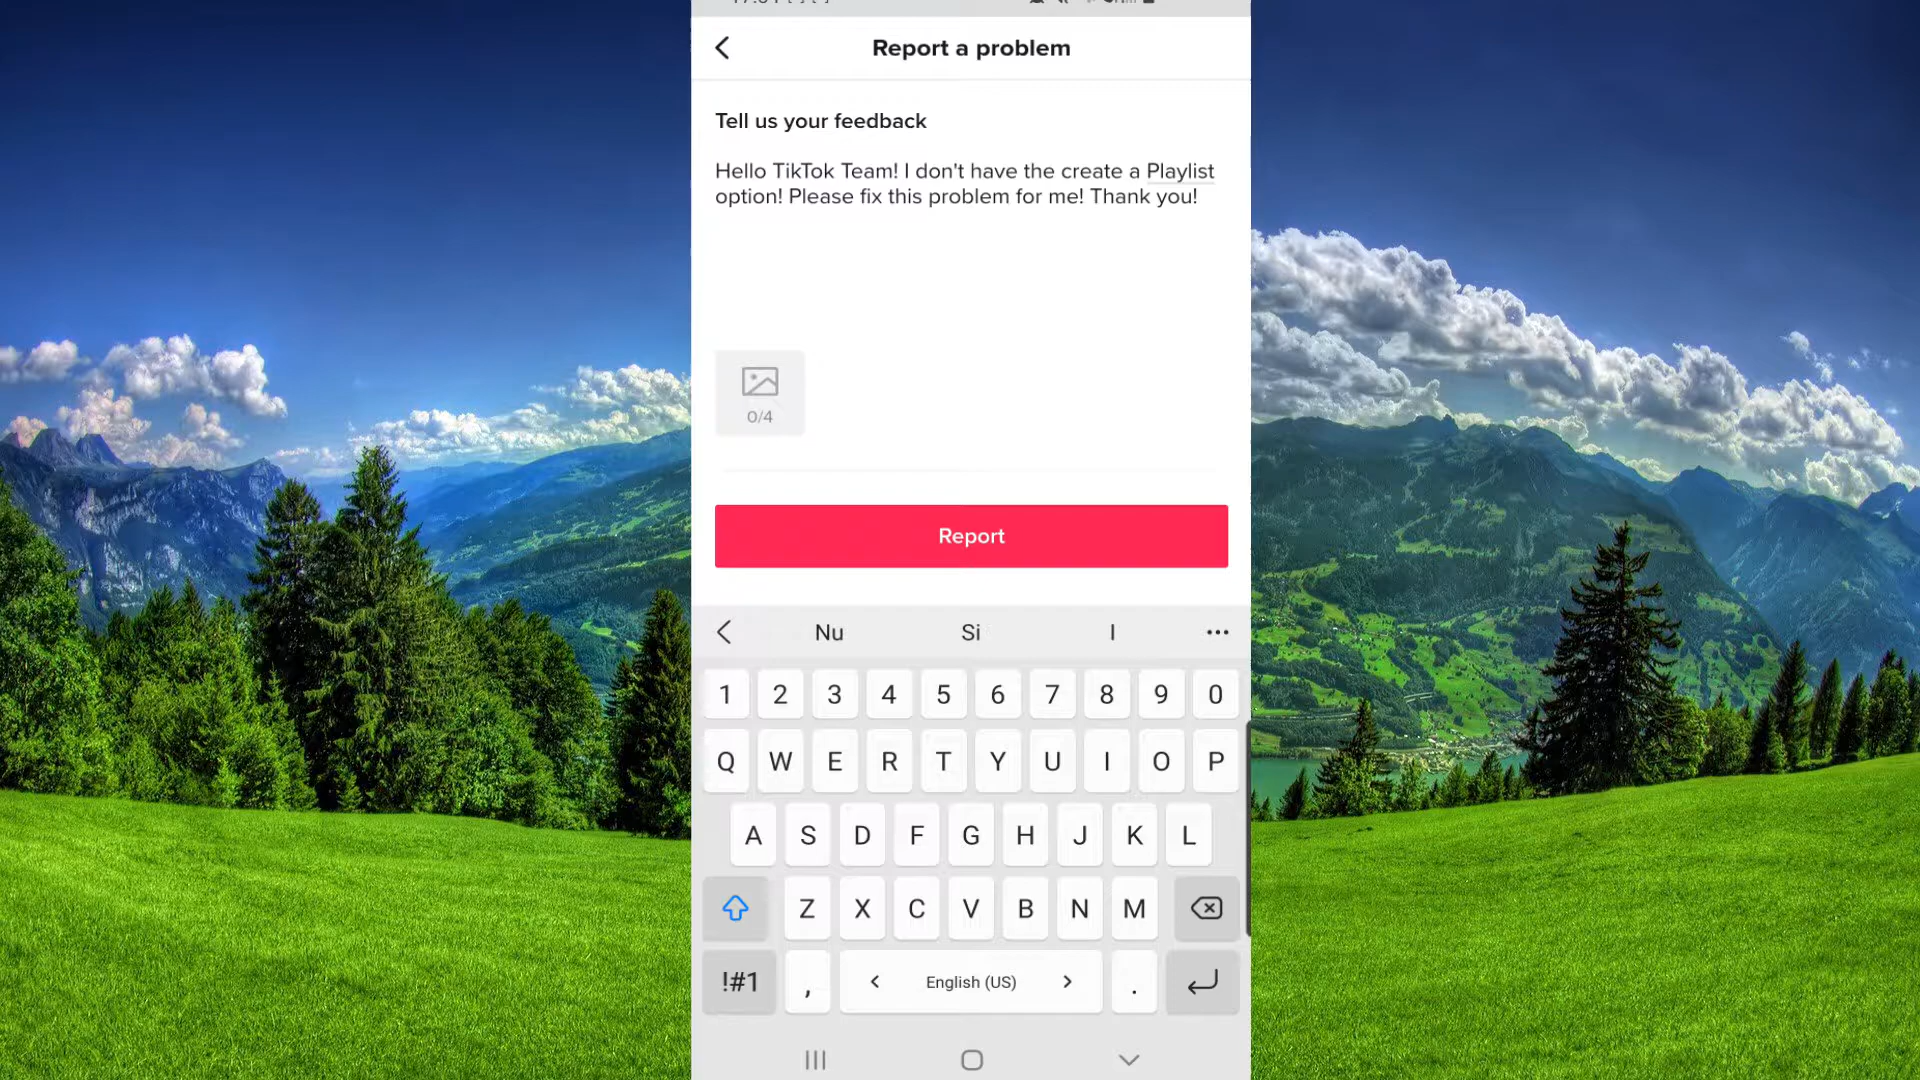 Report a problem
Tell us your feedback
Hello TikTok Team! I don't have the create a Playlist
option! Please fix this problem for me! Thank you!
0/4
Report
Nu Si I
1 2 3 4 5 6 7 8 9 0
Q W E R T Y U I O P
A S D F G H J K L
Z X C V B N M
!#1 , < English (US) > .